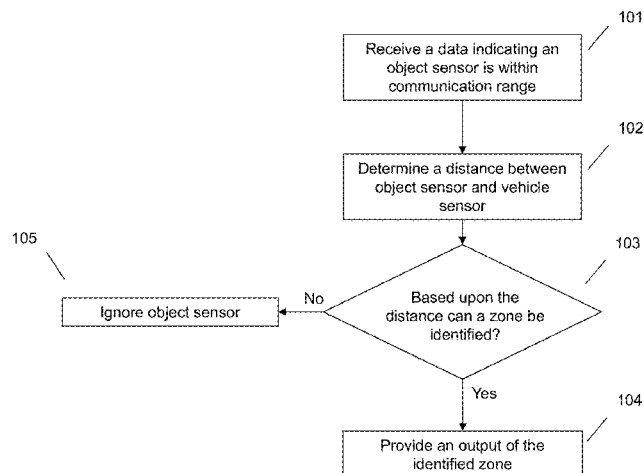 101
Receive a data indicating an
object sensor is within
communication range
102
Determine a distance between
object sensor and vehicle
sensor
103
Based upon the
distance can a zone be
identified?
No
105
Ignore object sensor
Yes
104
Provide an output of the
identified zone